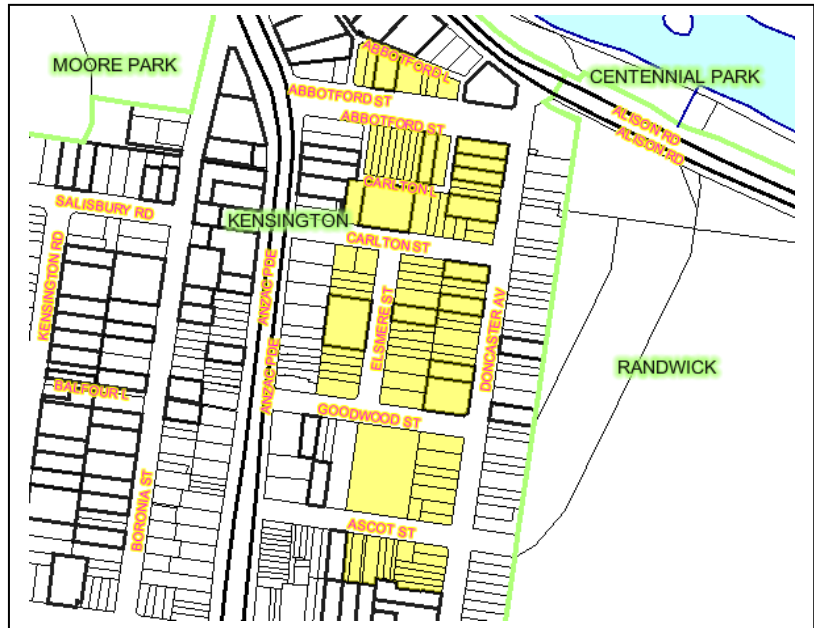 MOORE PARK
ABBOTFORD L
CENTENNIAL PARK
ABBOTFORD ST
ALISON RD
ALISON RD
ABBOTFORD ST
CARLTON L
SALISBURY RD
KENSINGTON
CARLTON ST
KENSINGTON RD
ANZAC PDE
ELSMERE ST
DONCASTER AV
ANZAC PDE
RANDWICK
BALFOUR L
GOODWOOD ST
BORONIA ST
ASCOT ST